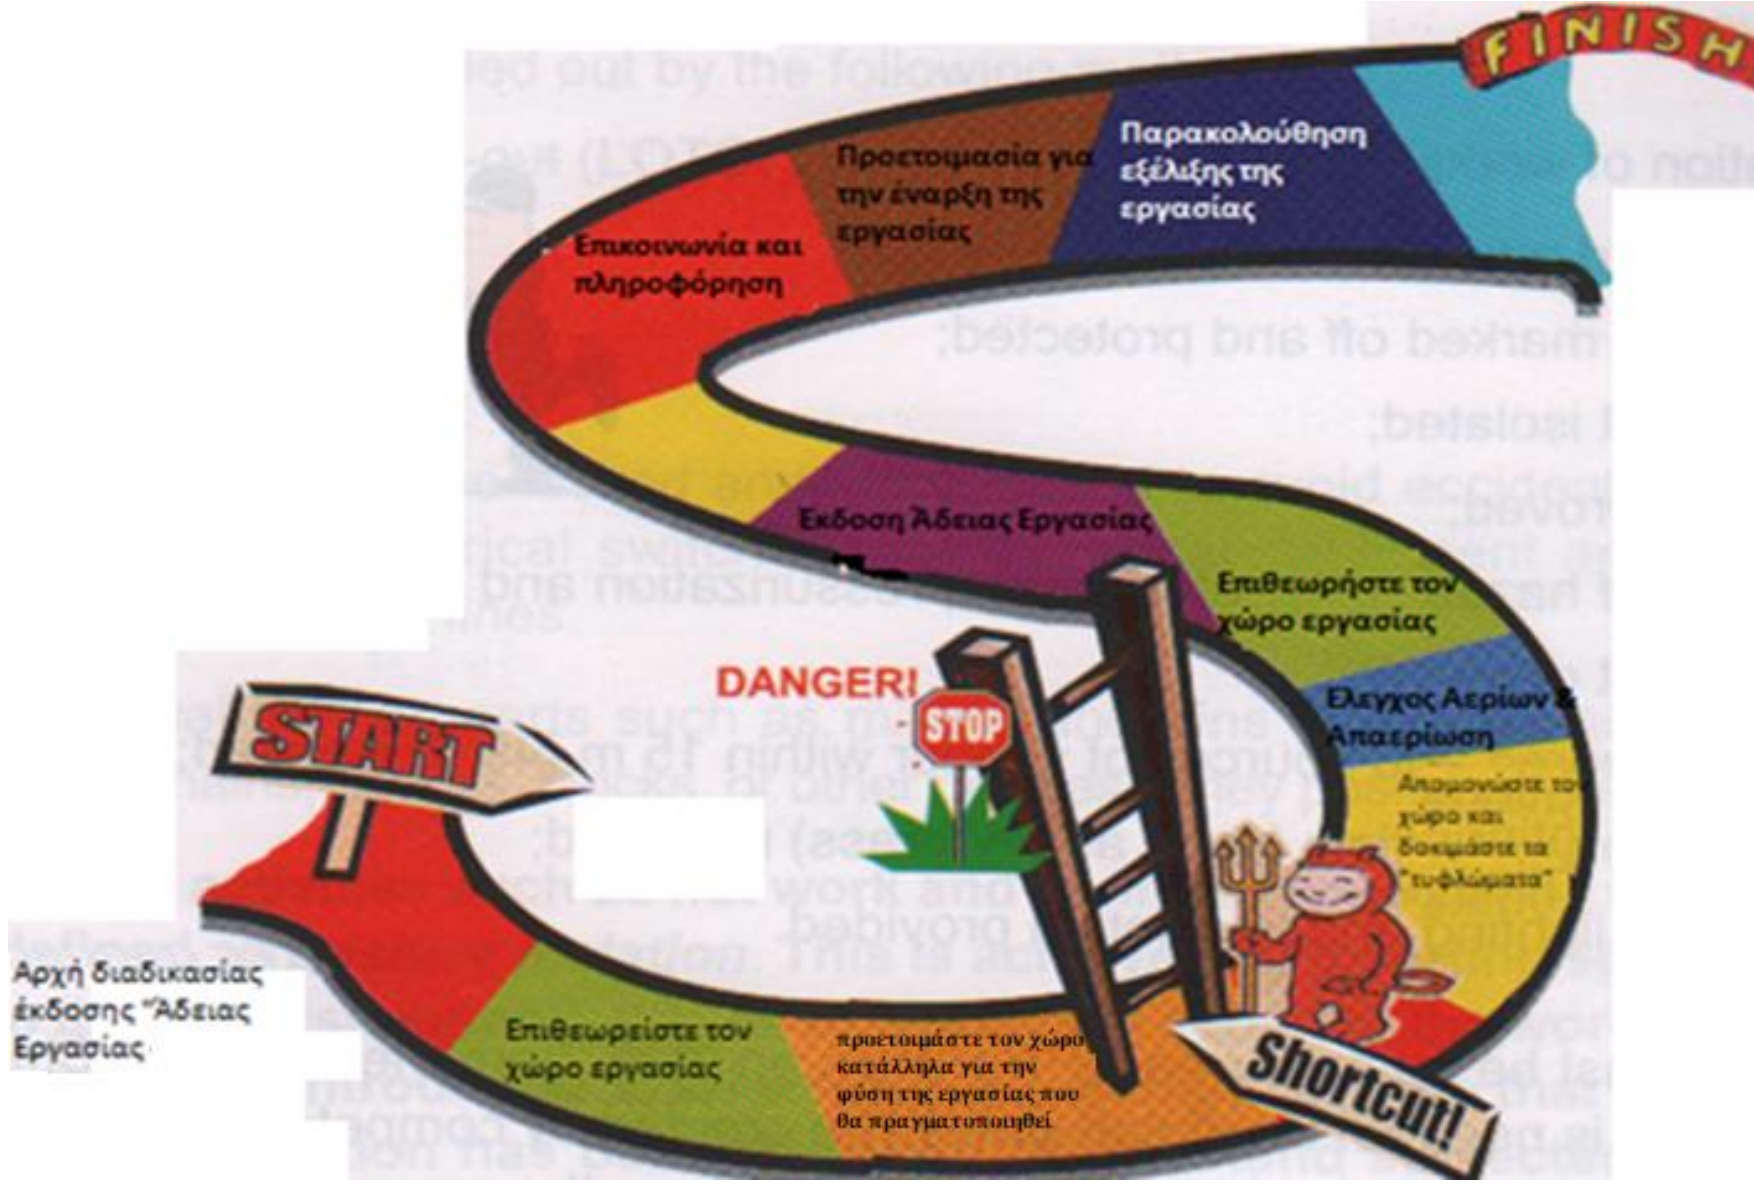 FINISH
Παρακολούθηση
εξέλιξης της
εργασίας
Προετοιμασία για
την έναρξη της
εργασίας
Επικοινωνία και
πληροφόρηση
Έκδοση Άδειας Εργασίας
Επιθεωρήστε τον
χώρο εργασίας
Έλεγχος Αερίων &
Απαερίωση
Απομονώστε τον
χώρο και
δοκιμάστε τα
"τυφλώματα"
DANGER!
STOP
START
Αρχή διαδικασίας
έκδοσης "Άδειας
Εργασίας
Επιθεωρείστε τον
χώρο εργασίας
προετοιμάστε τον χώρο
κατάλληλα για την
φύση της εργασίας που
θα πραγματοποιηθεί
Shortcut!